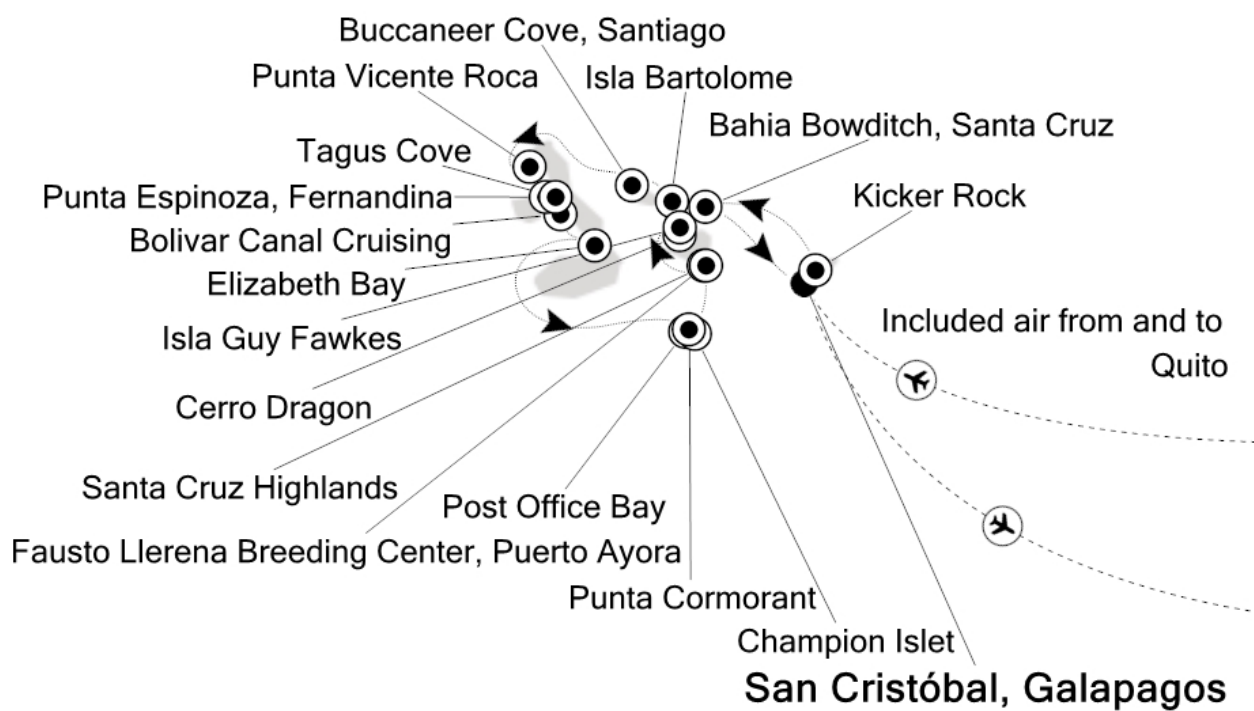 Buccaneer Cove, Santiago
Punta Vicente Roca
Isla Bartolome
Bahia Bowditch, Santa Cruz
Tagus Cove
Punta Espinoza, Fernandina
Kicker Rock
Bolivar Canal Cruising
Elizabeth Bay
Isla Guy Fawkes
Included air from and to
Quito
Cerro Dragon
Santa Cruz Highlands
Post Office Bay
Fausto Llerena Breeding Center, Puerto Ayora
Punta Cormorant
Champion Islet
San Cristóbal, Galapagos